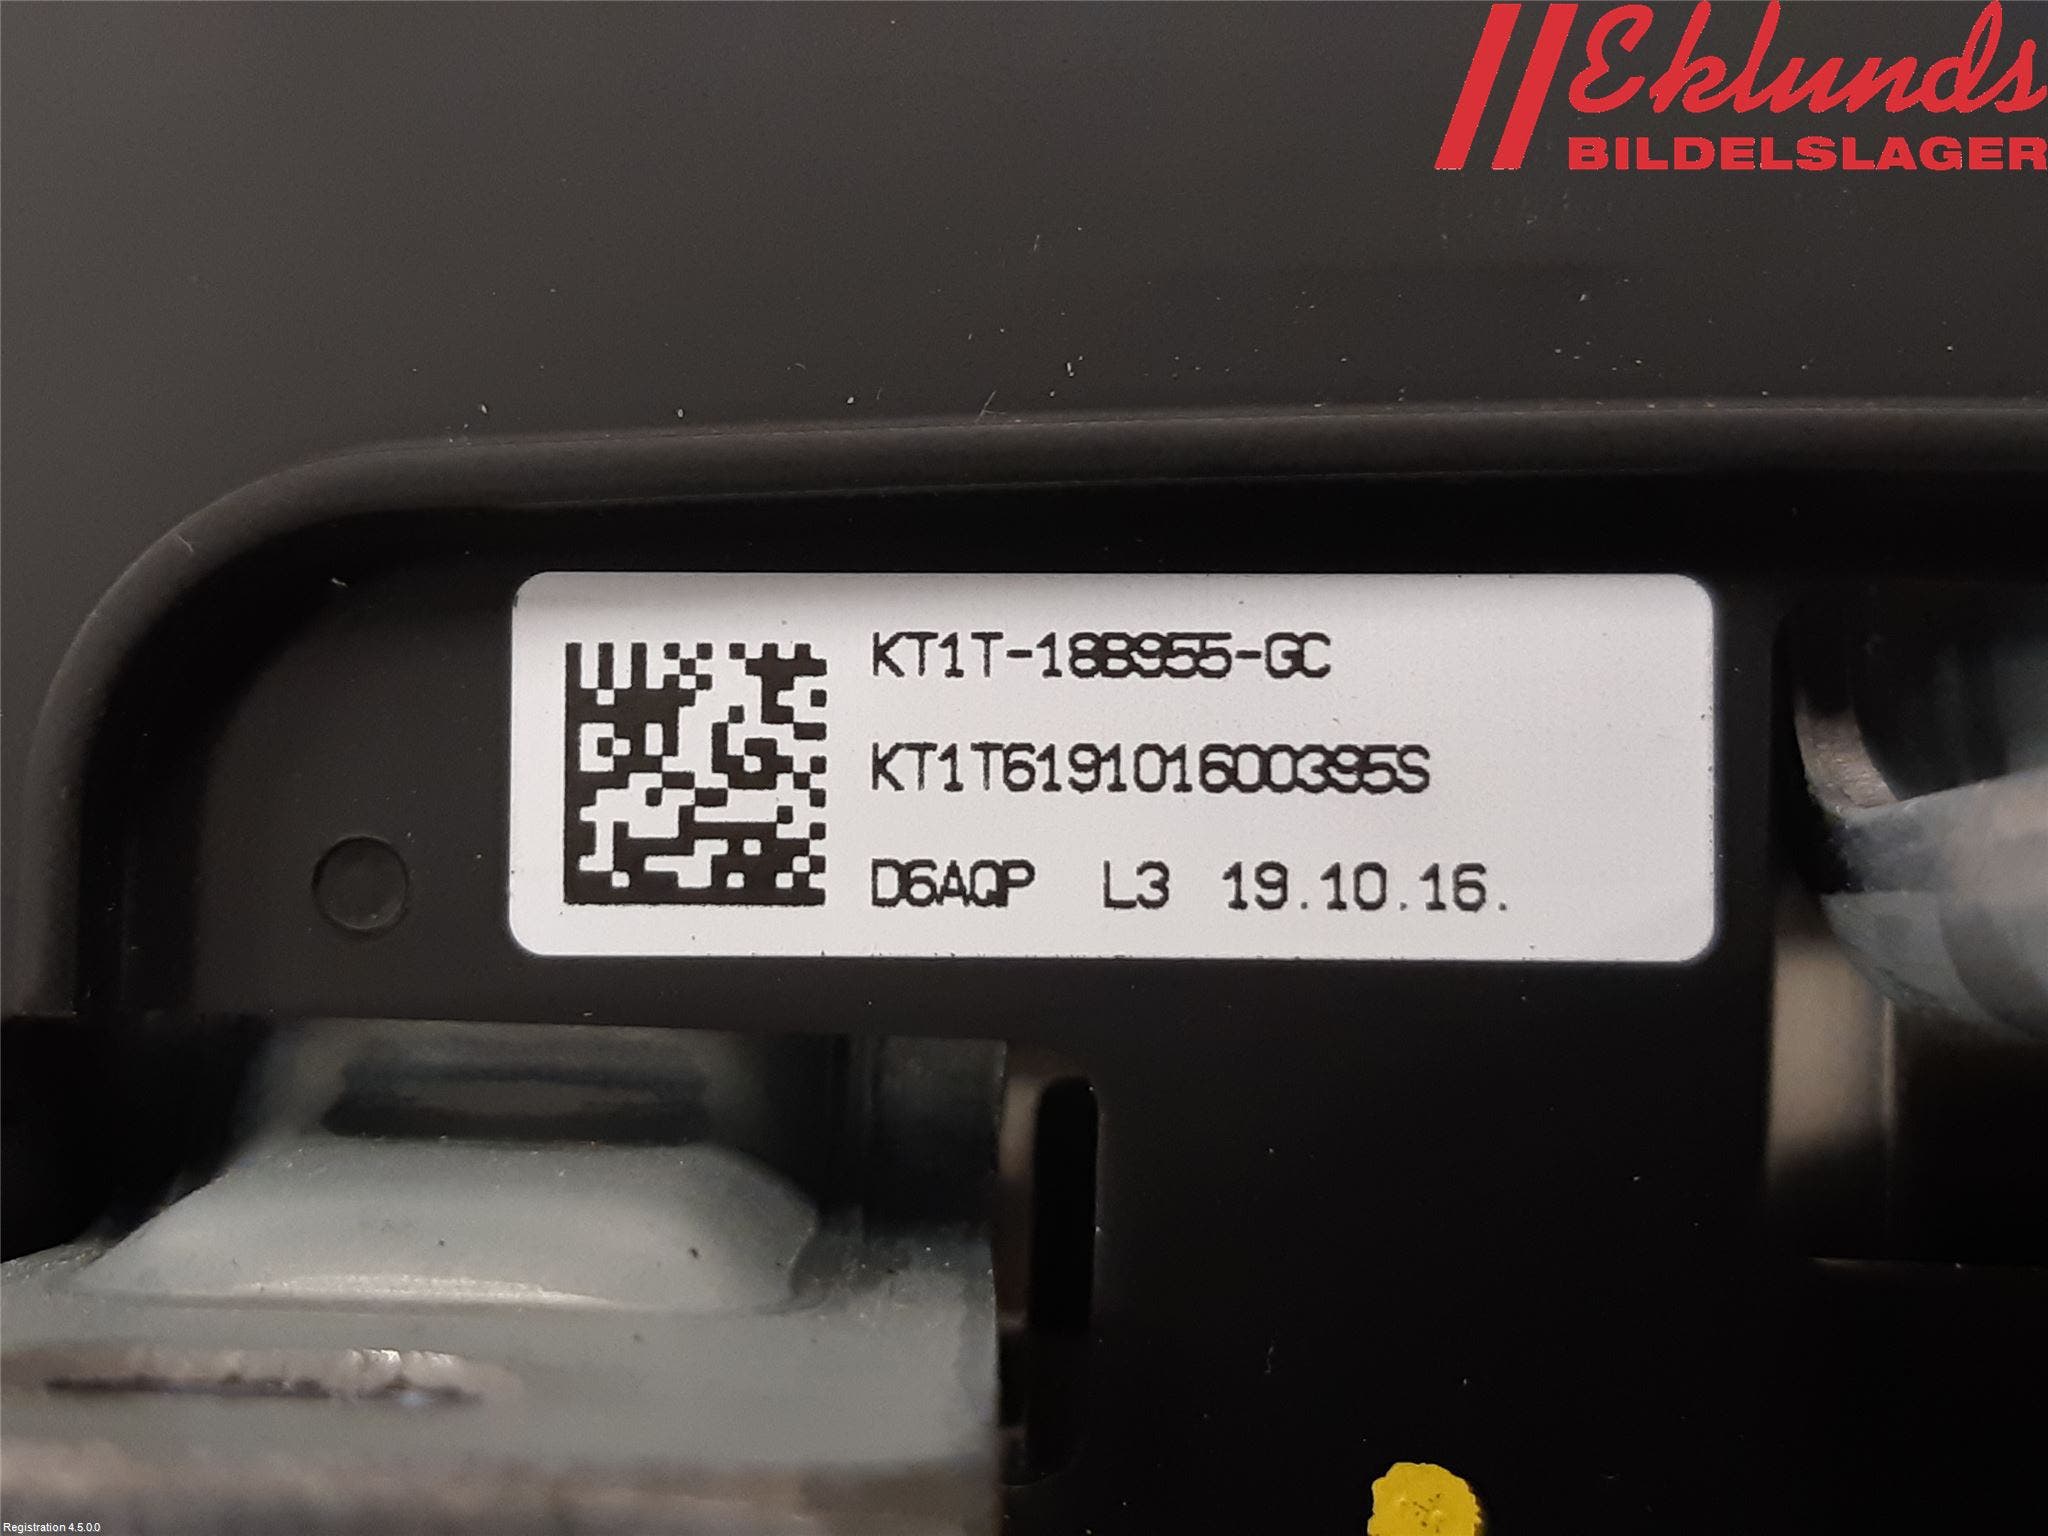 Eklunds
BILDELSLAGER
KT1T-18B955-GC
KT1T619101600395S
D6AQP L3 19.10.16.
Registration 4.5.0.0